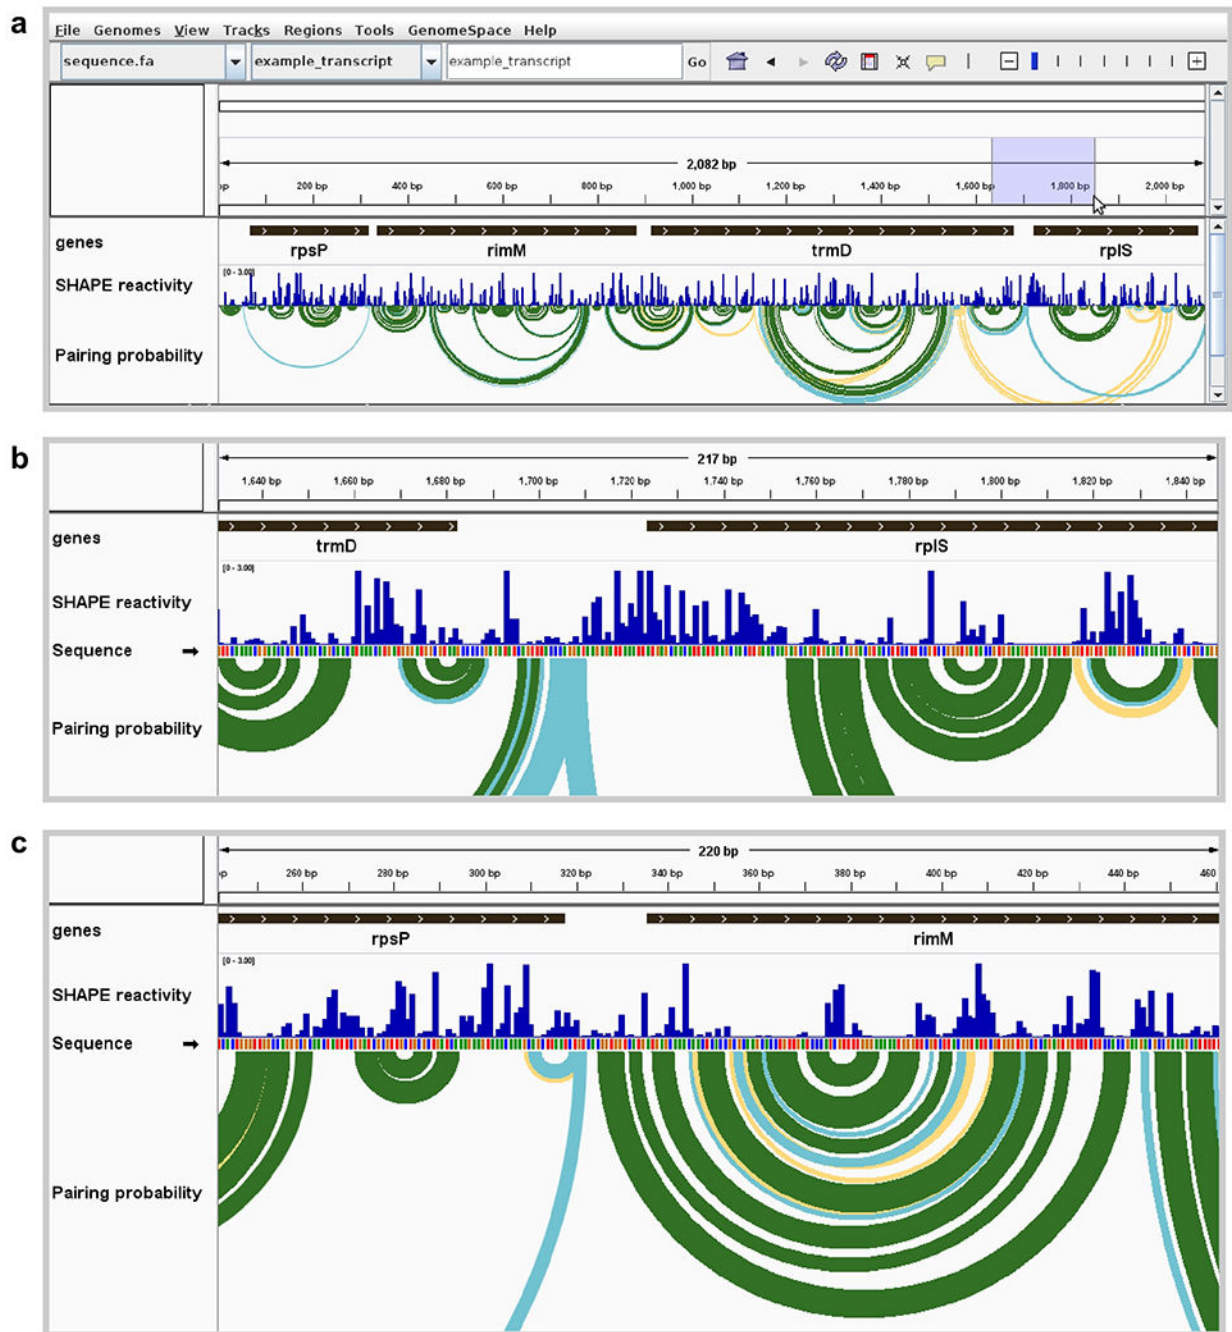 a
File Genomes View Tracks Regions Tools GenomeSpace Help
sequence.fa example_transcript example_transcript Go
2,082 bp
200 bp 400 bp 600 bp 800 bp 1,000 bp 1,200 bp 1,400 bp 1,600 bp 1,800 bp 2,000 bp
genes
rpsP rimM trmD rplS
[0 - 3.00]
SHAPE reactivity
Pairing probability
b
217 bp
1,640 bp 1,660 bp 1,680 bp 1,700 bp 1,720 bp 1,740 bp 1,760 bp 1,780 bp 1,800 bp 1,820 bp 1,840 bp
genes
trmD rplS
[0 - 3.00]
SHAPE reactivity
Sequence
Pairing probability
c
220 bp
260 bp 280 bp 300 bp 320 bp 340 bp 360 bp 380 bp 400 bp 420 bp 440 bp 460
genes
rpsP rimM
[0 - 3.00]
SHAPE reactivity
Sequence
Pairing probability